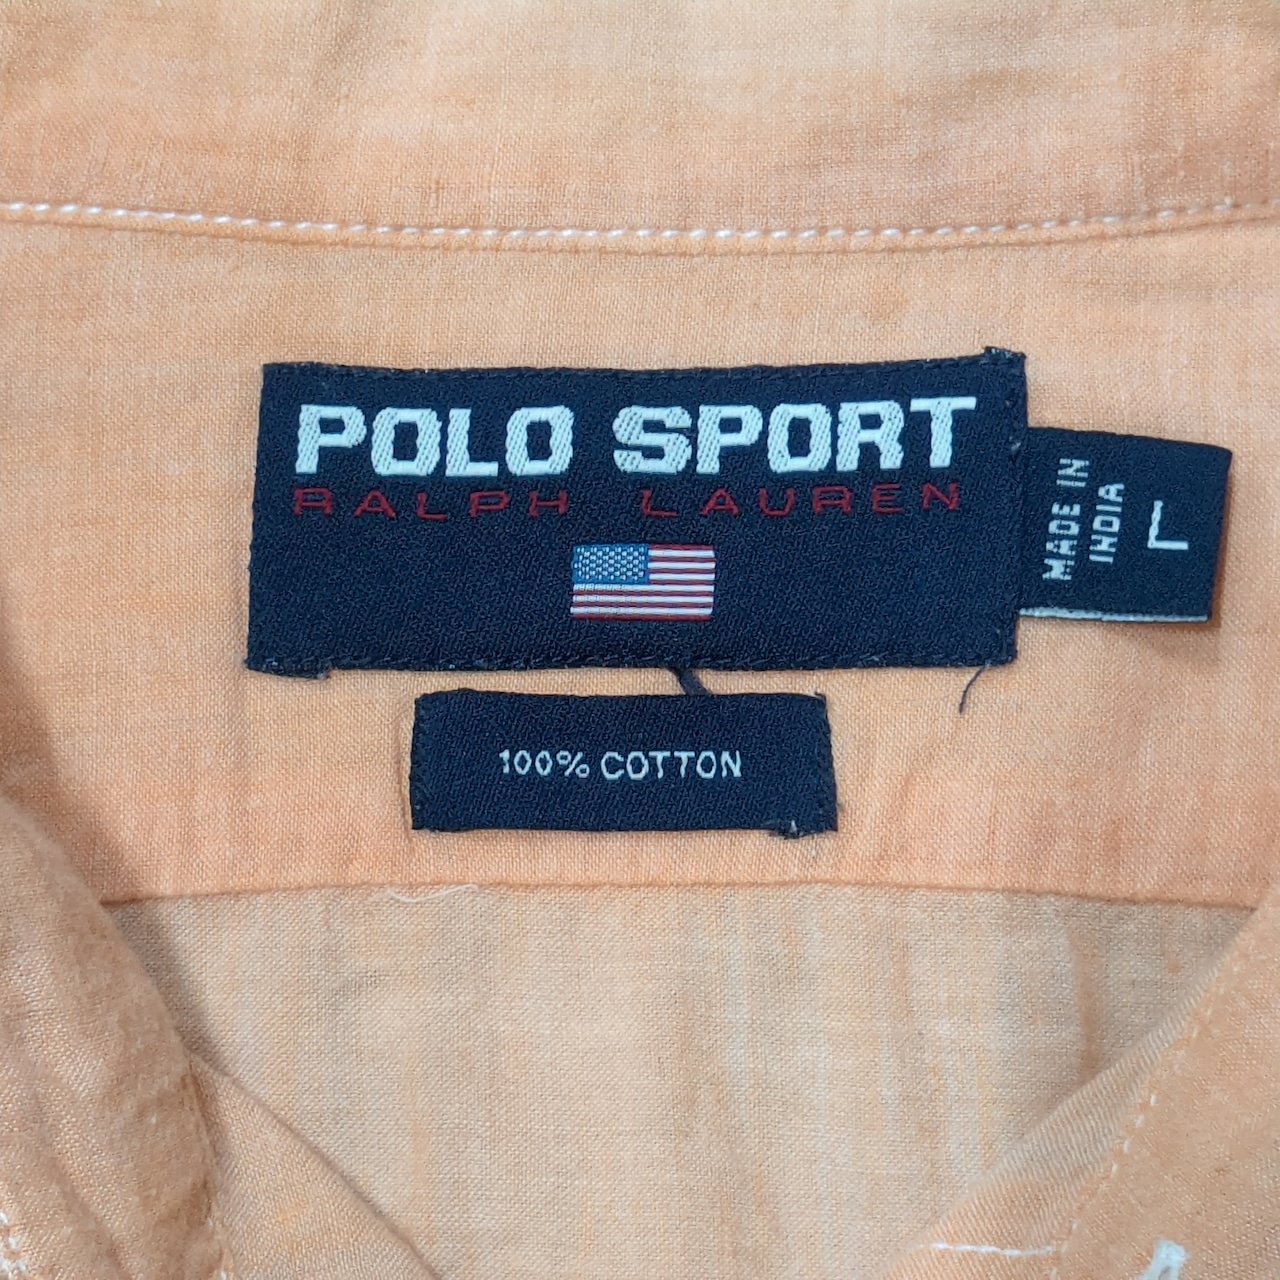 POLO SPORT
RALPH LAUREN
MADE IN
INDIA
L
100% COTTON